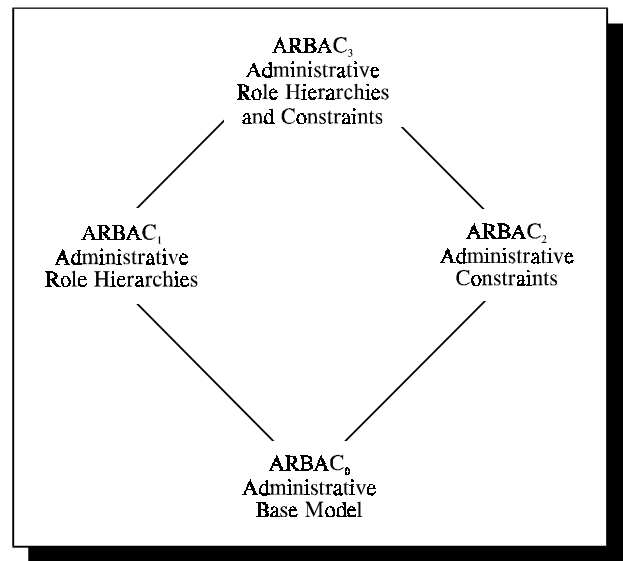 ARBAC₃
Administrative
Role Hierarchies
and Constraints
ARBAC₁
Administrative
Role Hierarchies
ARBAC₂
Administrative
Constraints
ARBAC₀
Administrative
Base Model